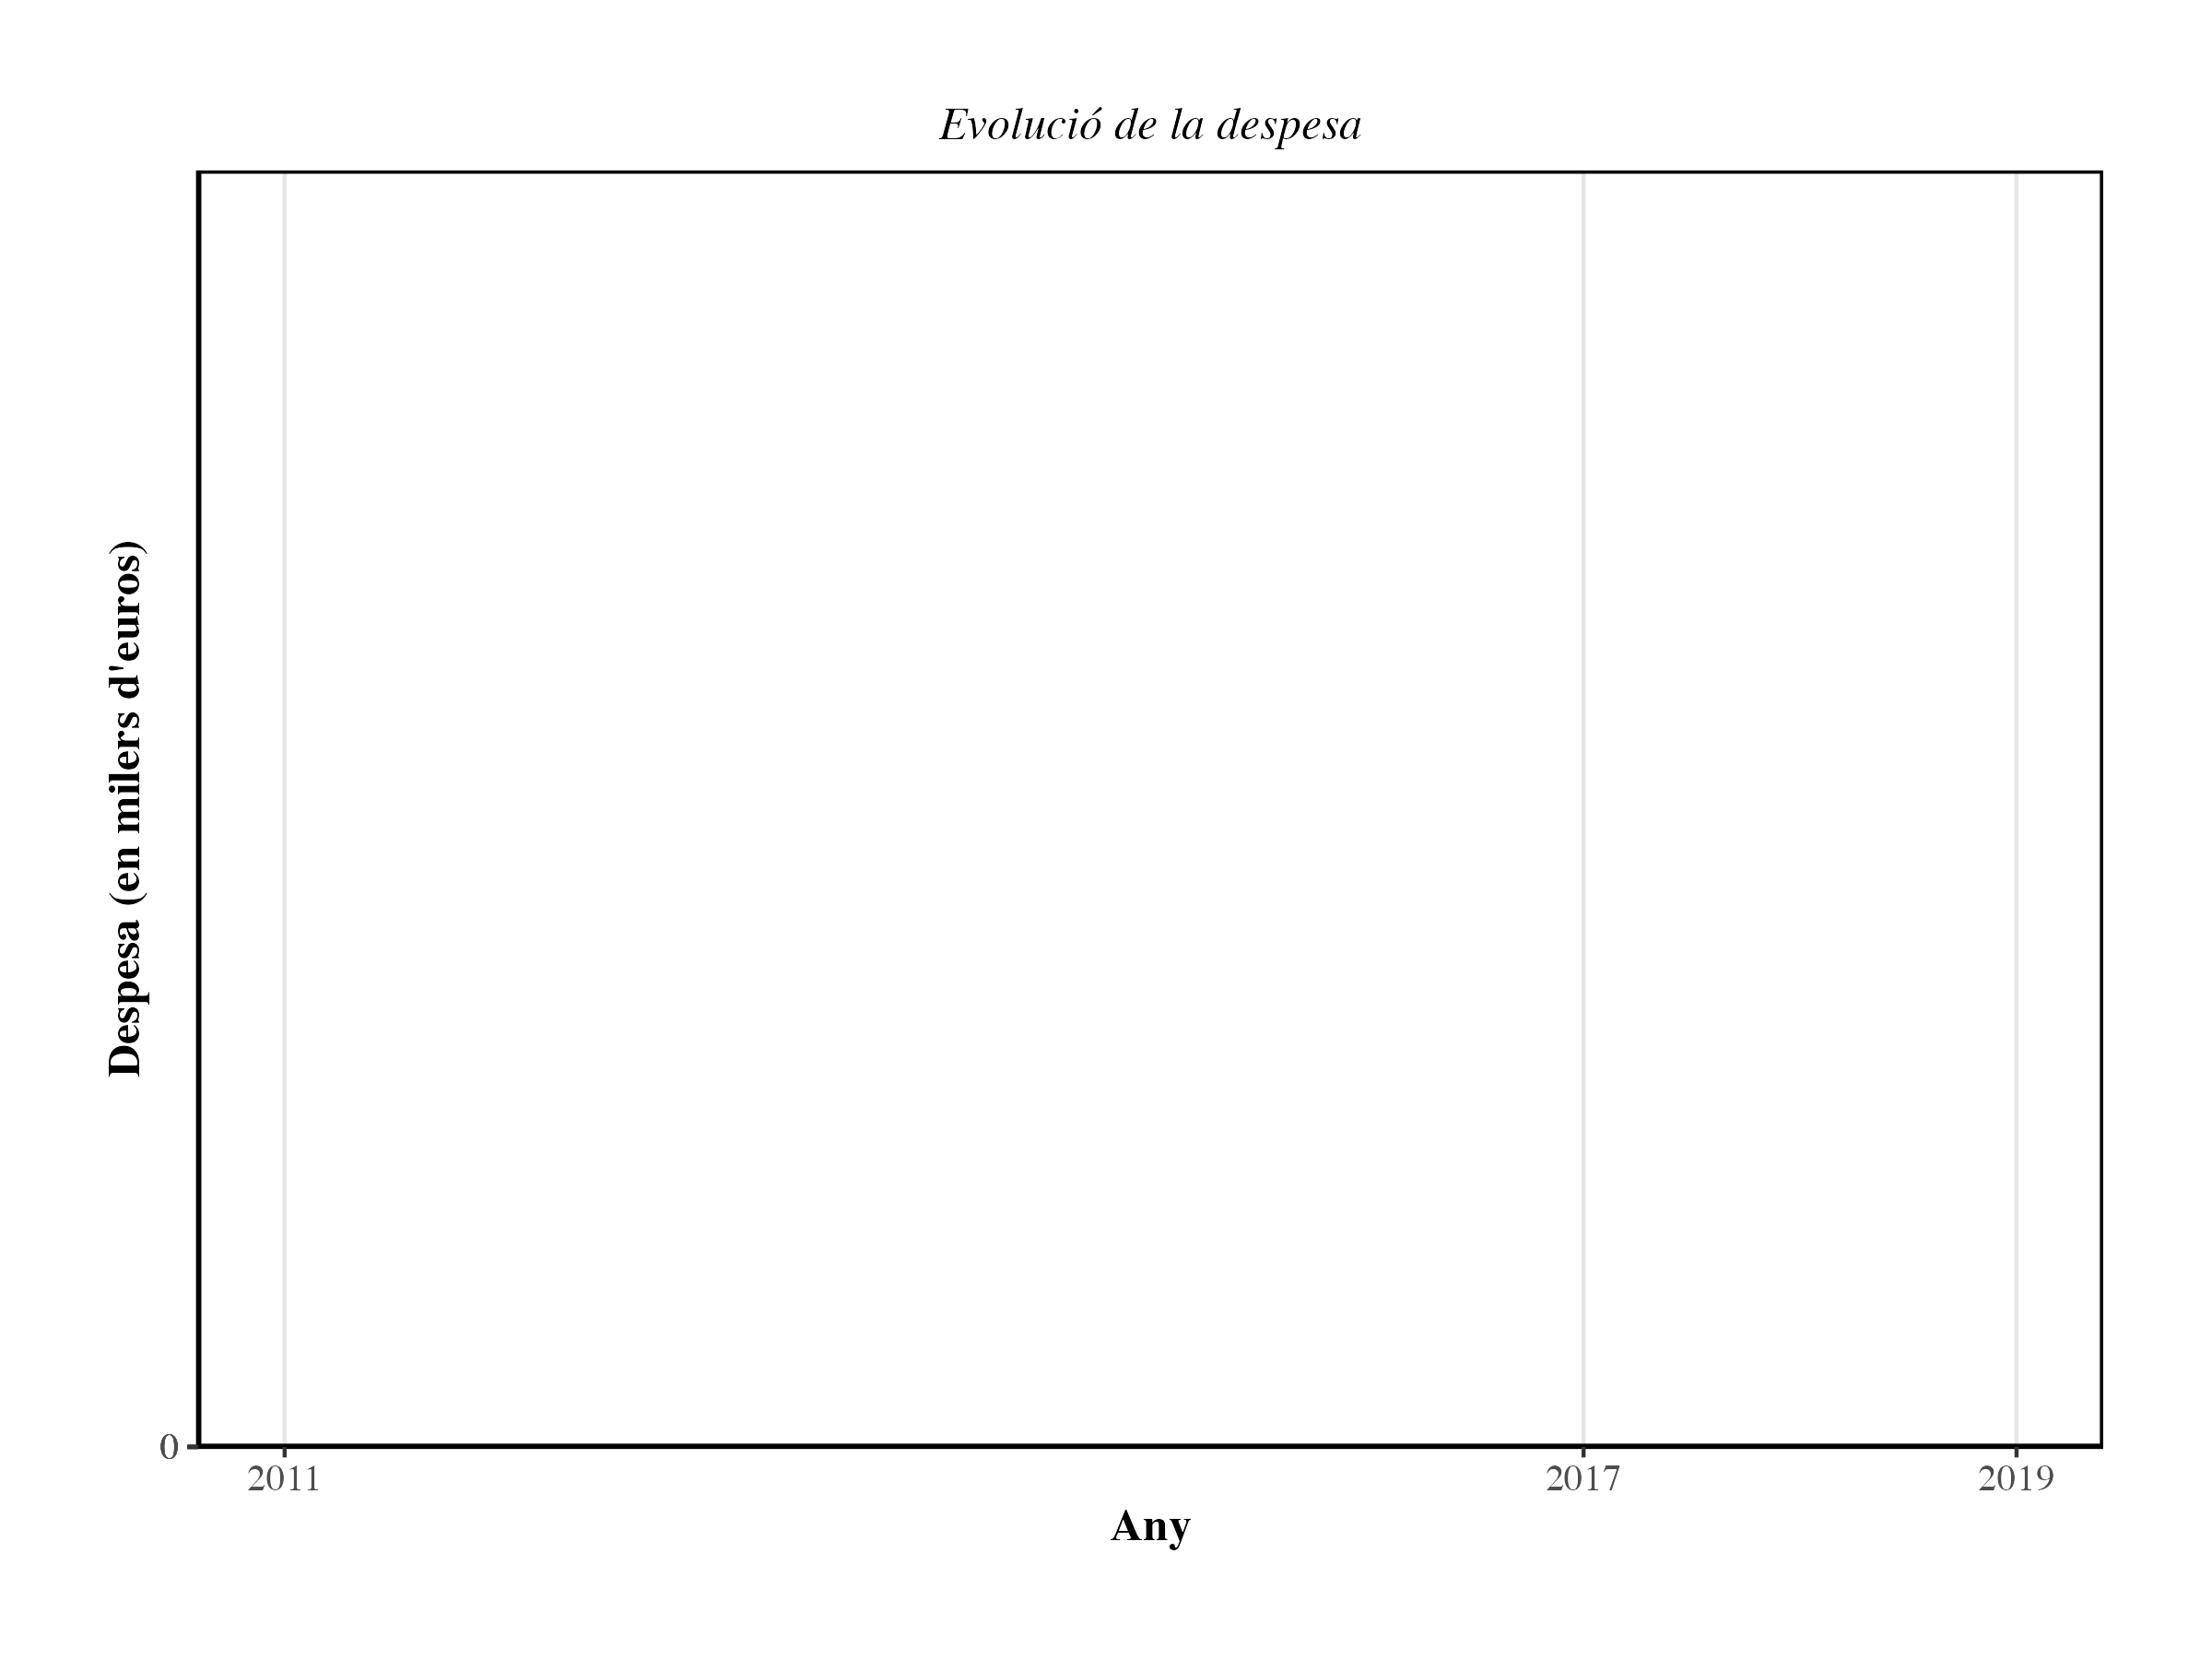 Evolució de la despesa
Despesa (en milers d'euros)
0
2011
2017
2019
Any